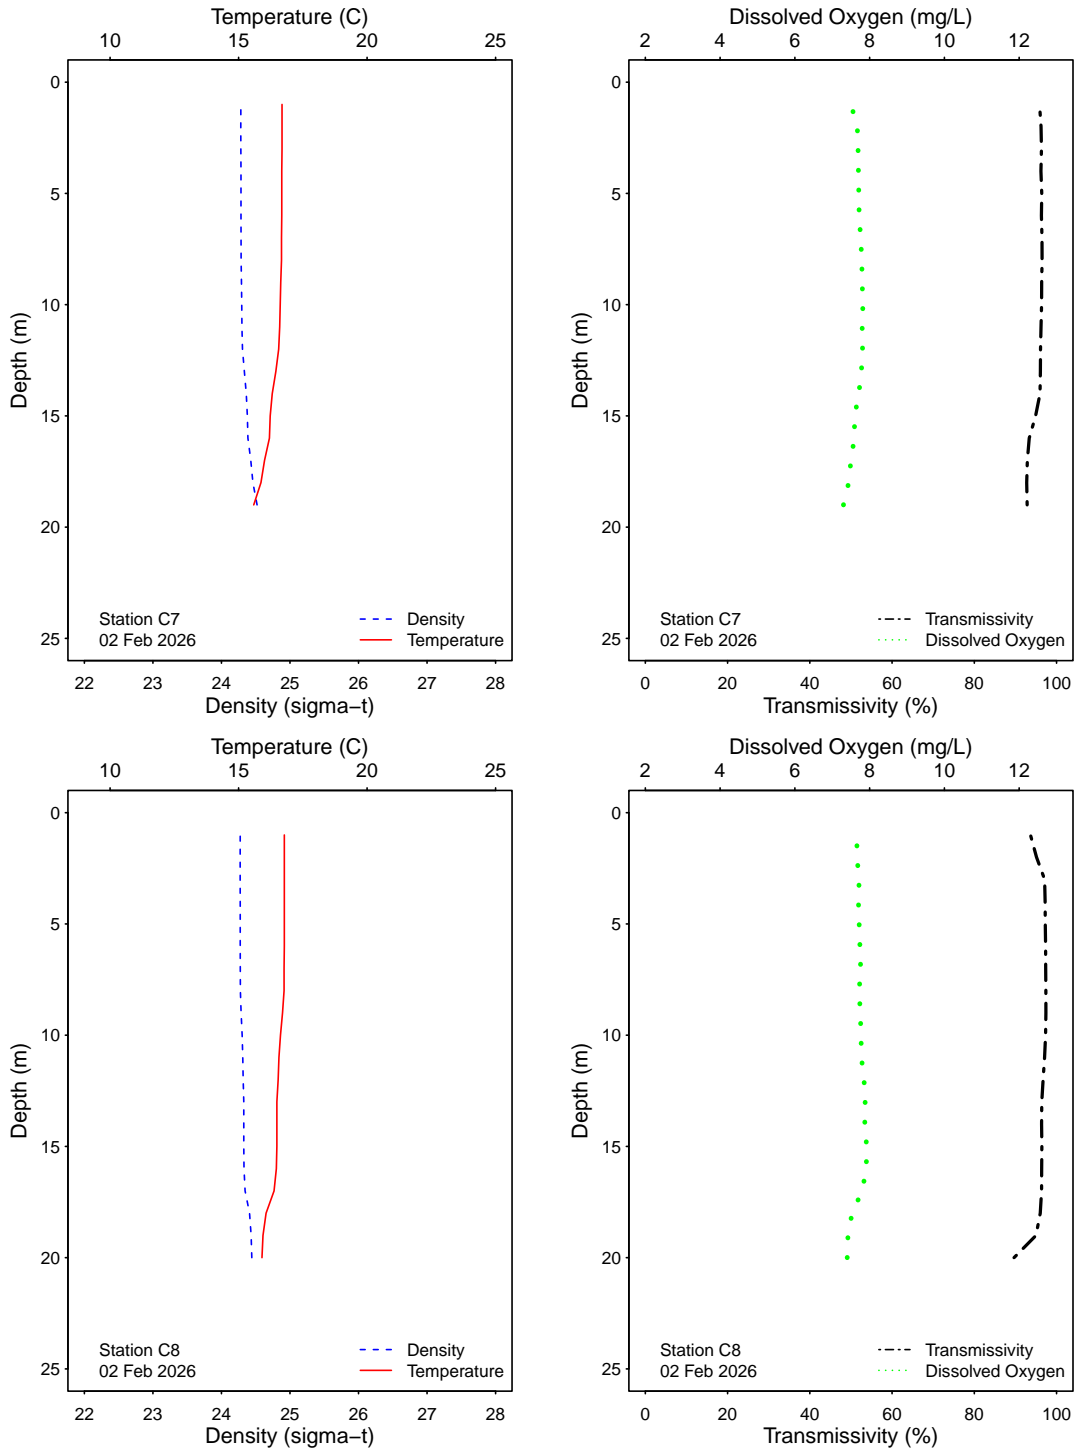 Temperature (C)
10 15 20 25
0
5
10
15
20
25
Depth (m)
Station C7
02 Feb 2026
Density
Temperature
22 23 24 25 26 27 28
Density (sigma−t)
Dissolved Oxygen (mg/L)
2 4 6 8 10 12
0
5
10
15
20
25
Depth (m)
Station C7
02 Feb 2026
Transmissivity
Dissolved Oxygen
0 20 40 60 80 100
Transmissivity (%)
Temperature (C)
10 15 20 25
0
5
10
15
20
25
Depth (m)
Station C8
02 Feb 2026
Density
Temperature
22 23 24 25 26 27 28
Density (sigma−t)
Dissolved Oxygen (mg/L)
2 4 6 8 10 12
0
5
10
15
20
25
Depth (m)
Station C8
02 Feb 2026
Transmissivity
Dissolved Oxygen
0 20 40 60 80 100
Transmissivity (%)